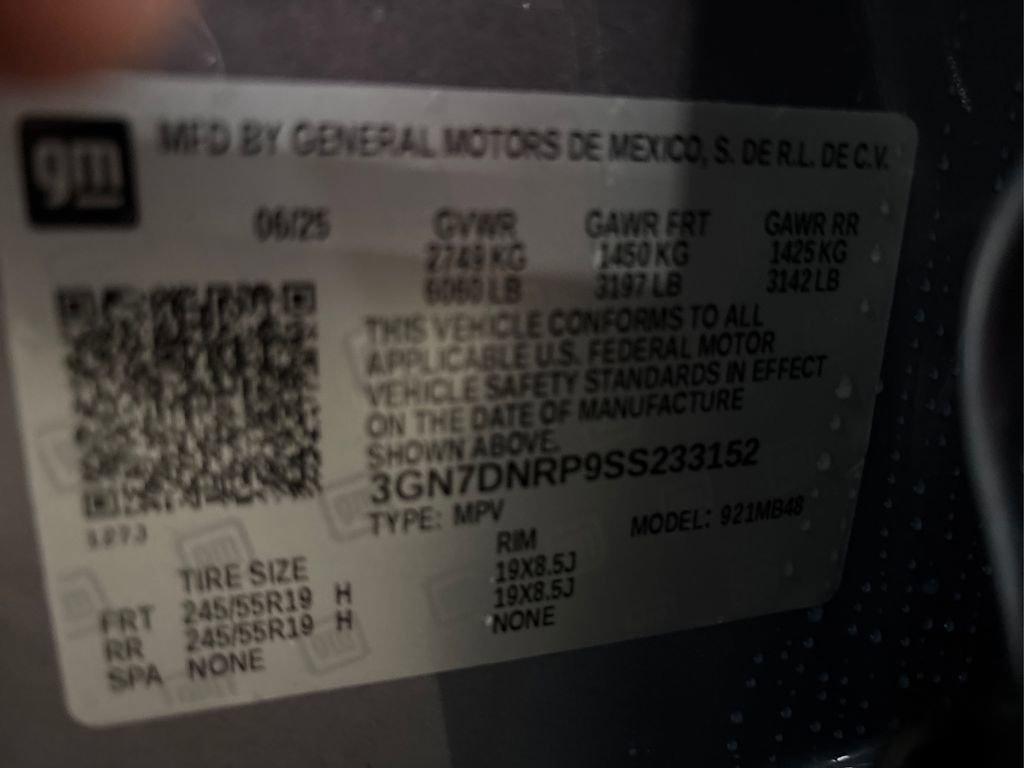 gm
MFD BY GENERAL MOTORS DE MEXICO, S. DE R.L. DE C.V.
06/25 GVWR GAWR FRT GAWR RR
2749 KG 1450 KG 1425 KG
6060 LB 3197 LB 3142 LB
THIS VEHICLE CONFORMS TO ALL
APPLICABLE U.S. FEDERAL MOTOR
VEHICLE SAFETY STANDARDS IN EFFECT
ON THE DATE OF MANUFACTURE
SHOWN ABOVE.
3GN7DNRP9SS233152
TYPE: MPV MODEL: 921MB48
TIRE SIZE RIM
FRT 245/55R19 H 19X8.5J
RR 245/55R19 H 19X8.5J
SPA NONE NONE